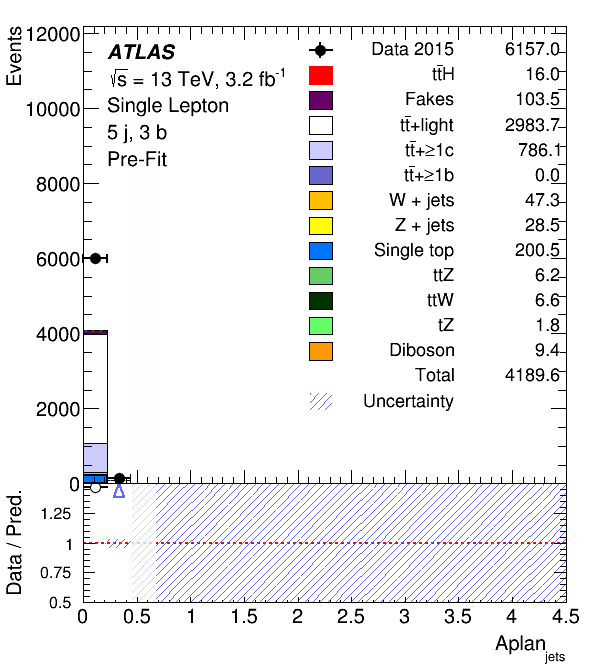 Events
12000
10000
8000
6000
4000
2000
0
ATLAS
√s = 13 TeV, 3.2 fb⁻¹
Single Lepton
5 j, 3 b
Pre-Fit
Data 2015 6157.0
tt̄H 16.0
Fakes 103.5
tt̄+light 2983.7
tt̄+≥1c 786.1
tt̄+≥1b 0.0
W + jets 47.3
Z + jets 28.5
Single top 200.5
ttZ 6.2
ttW 6.6
tZ 1.8
Diboson 9.4
Total 4189.6
Uncertainty
Data / Pred.
1.25
1
0.75
0.5
0 0.5 1 1.5 2 2.5 3 3.5 4 4.5
Aplan_jets